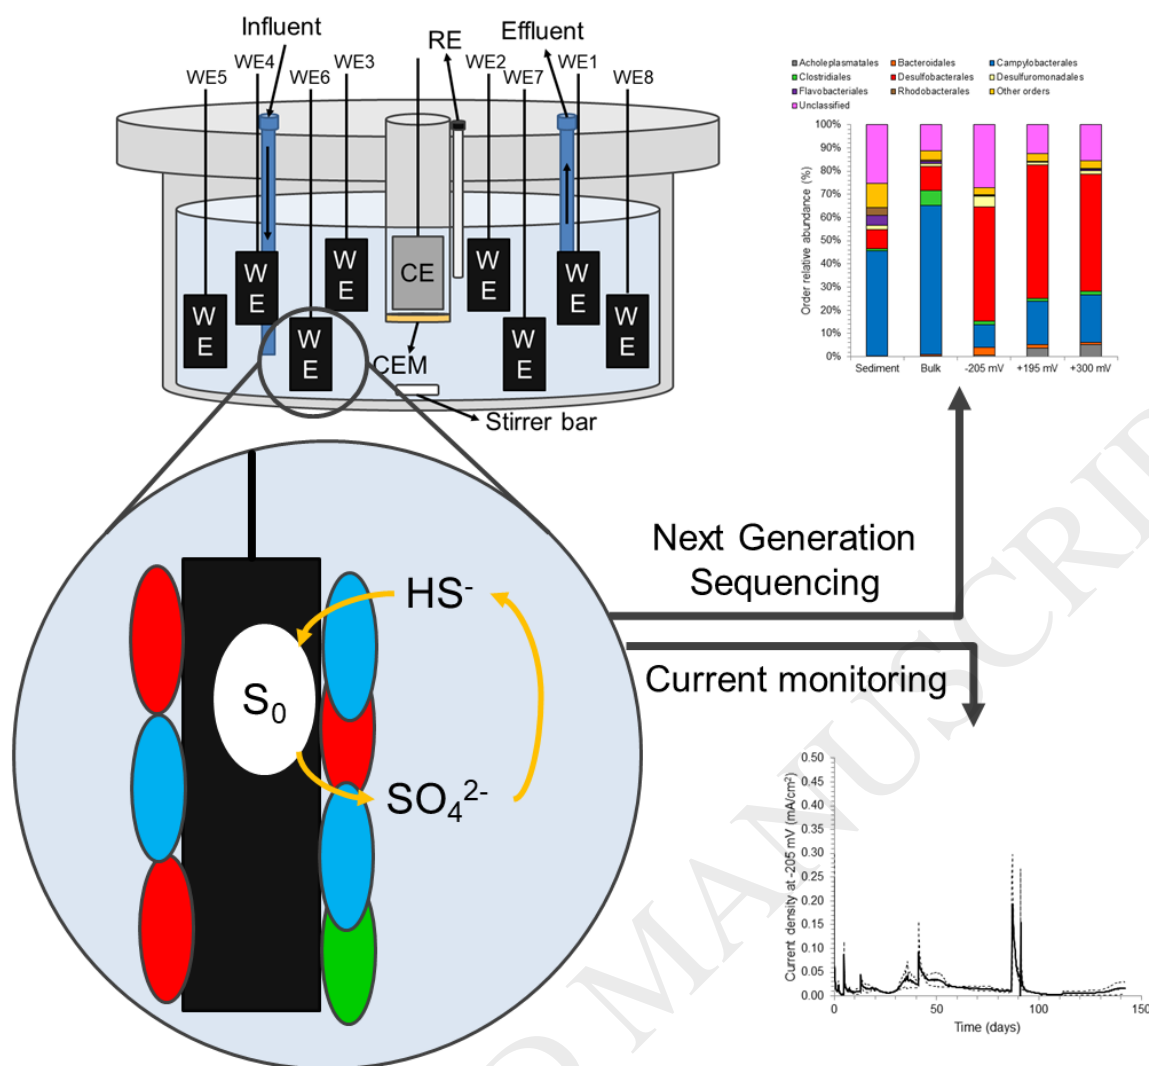 Influent
Effluent
RE
WE5
WE4
WE6
WE3
WE2
WE7
WE1
WE8
W
E
W
E
W
E
W
E
CE
W
E
W
E
W
E
W
E
CEM
Stirrer bar
Acholeplasmatales
Bacteroidales
Campylobacterales
Clostridiales
Desulfobacterales
Desulfuromonadales
Flavobacteriales
Rhodobacterales
Other orders
Unclassified
Order relative abundance (%)
100%
90%
80%
70%
60%
50%
40%
30%
20%
10%
0%
Sediment
Bulk
-205 mV
+195 mV
+300 mV
HS-
S0
SO42-
Next Generation
Sequencing
Current monitoring
Current density at -205 mV (mA/cm²)
0.50
0.45
0.40
0.35
0.30
0.25
0.20
0.15
0.10
0.05
0.00
0
50
100
150
Time (days)
D MANUSCRIP